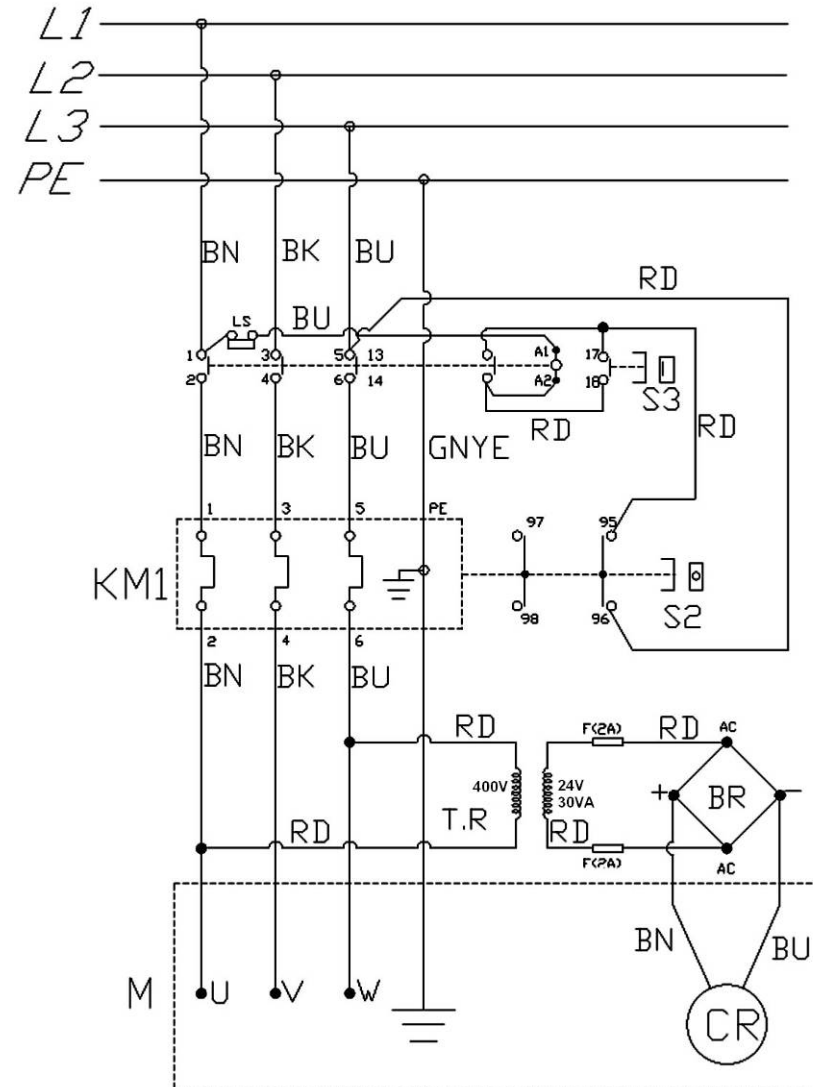 L1
L2
L3
PE
BN BK BU RD
LS BU
1 3 5 13 A1 17
2 4 6 14 A2 18 S3
RD RD
BN BK BU GNYE
1 3 5 PE 97 95
KM1
98 96 S2
2 4 6
BN BK BU
RD F(2A) RD AC
400V 24V + BR -
30VA
T.R
RD RD
F(2A) AC
BN BU
M U V W
CR